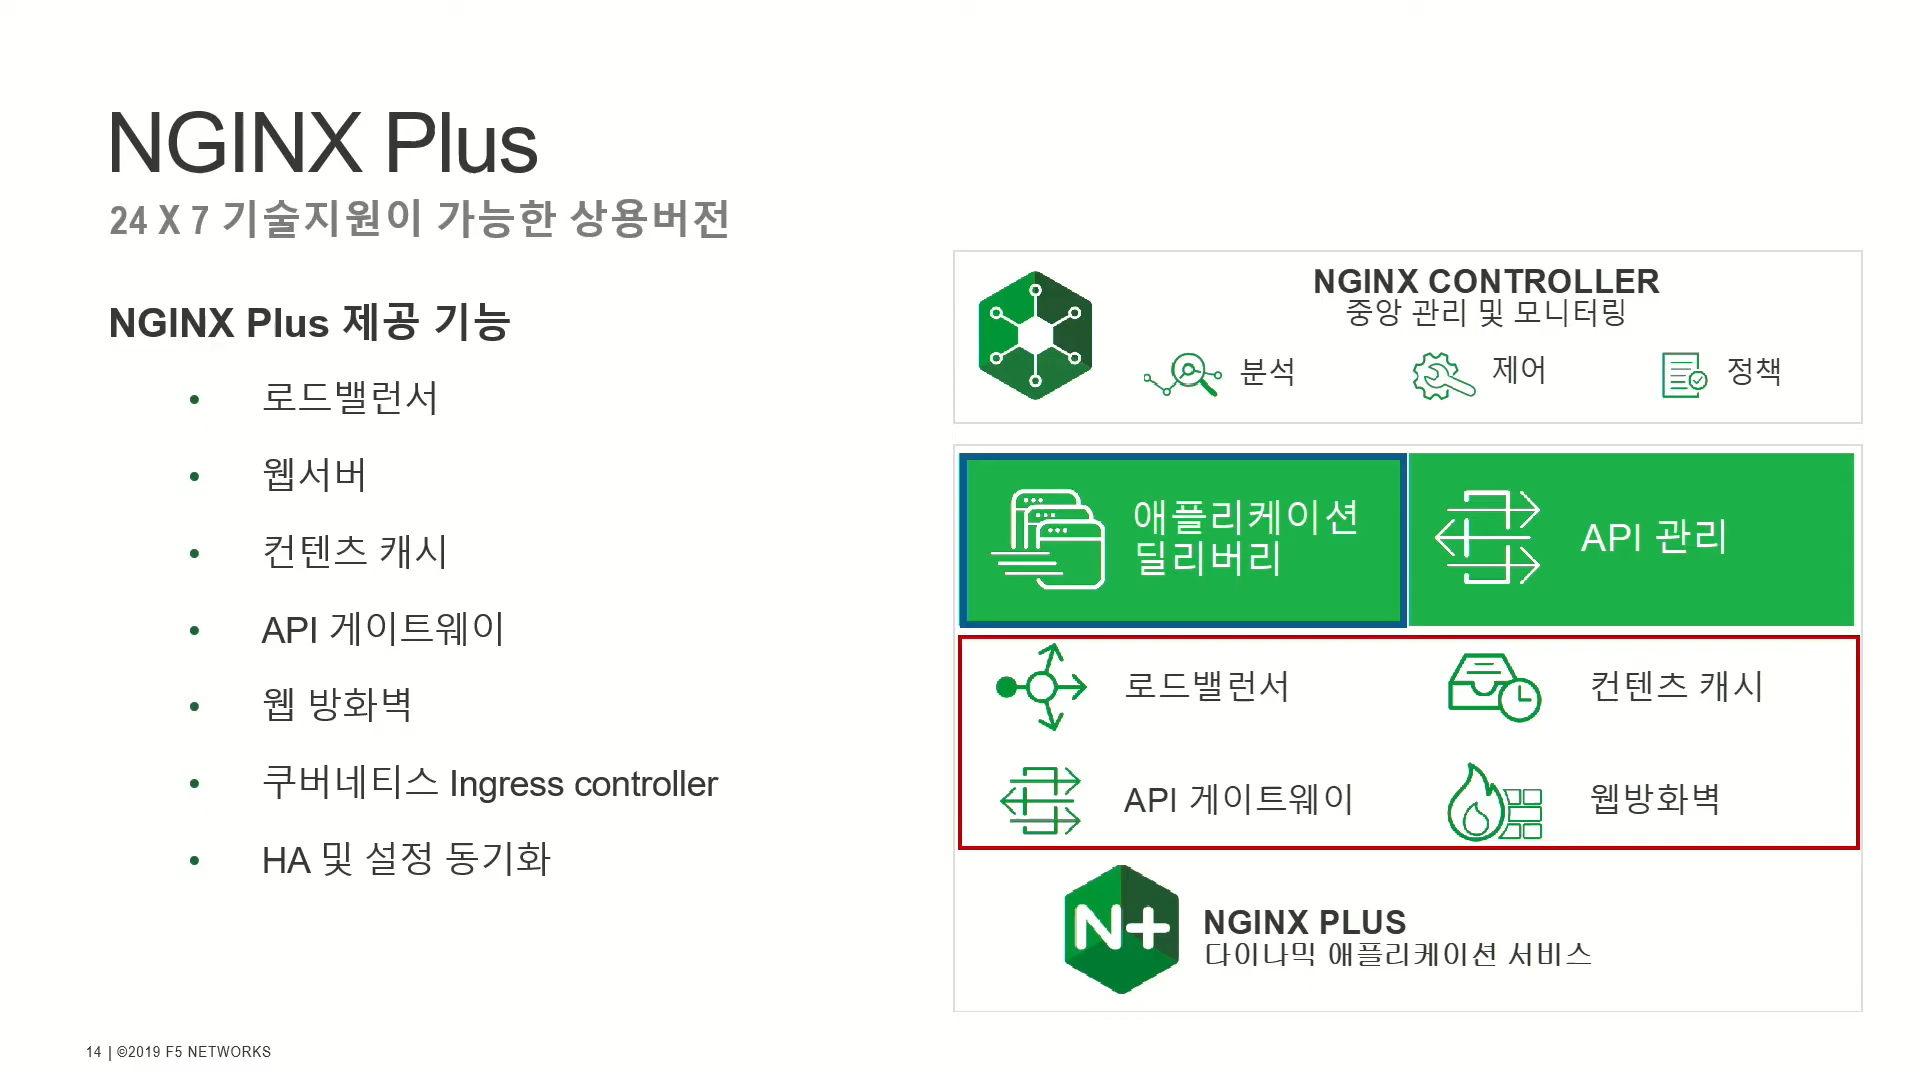 NGINX Plus
24 X 7 기술지원이 가능한 상용버전
NGINX Plus 제공 기능
• 로드밸런서
• 웹서버
• 컨텐츠 캐시
• API 게이트웨이
• 웹 방화벽
• 쿠버네티스 Ingress controller
• HA 및 설정 동기화
NGINX CONTROLLER
중앙 관리 및 모니터링
분석
제어
정책
애플리케이션
딜리버리
API 관리
로드밸런서
컨텐츠 캐시
API 게이트웨이
웹방화벽
N+
NGINX PLUS
다이나믹 애플리케이션 서비스
14 | ©2019 F5 NETWORKS